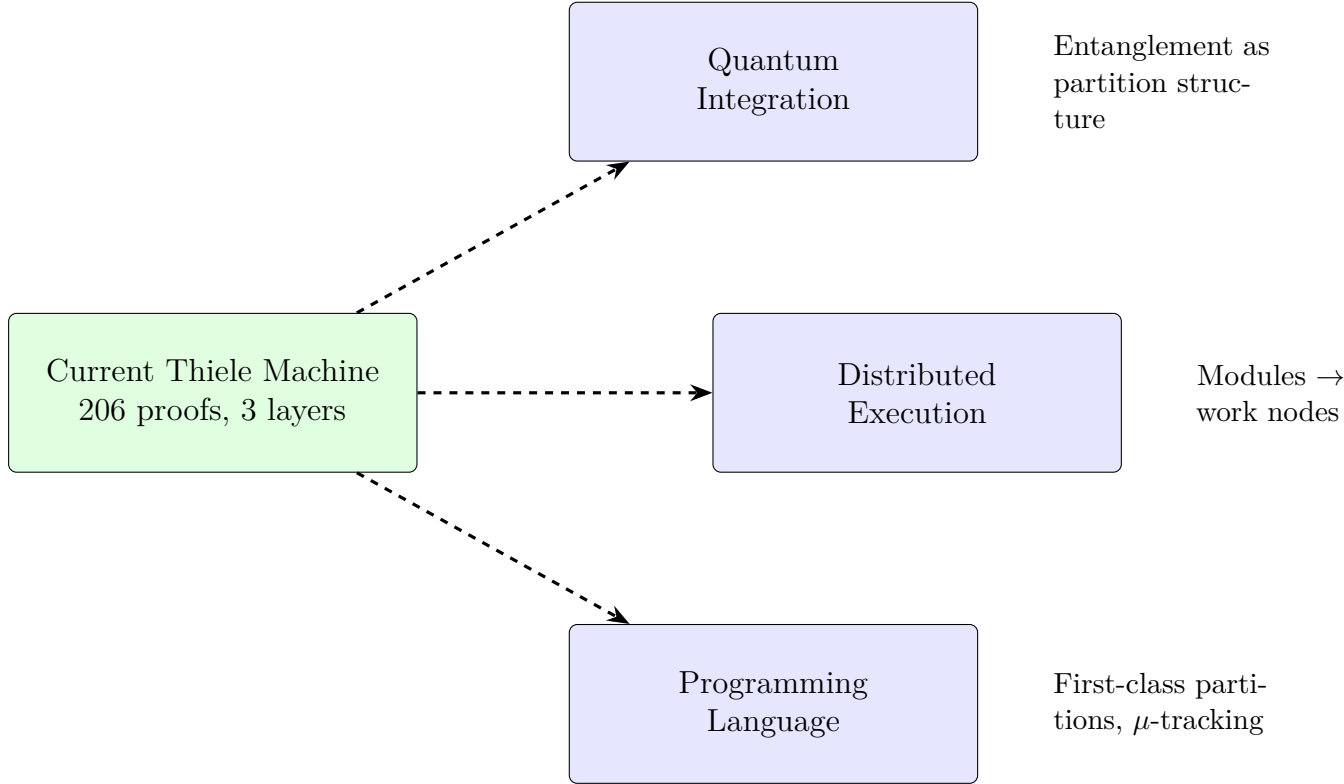 Quantum
Integration
Entanglement as
partition struc-
ture
Current Thiele Machine
206 proofs, 3 layers
Distributed
Execution
Modules →
work nodes
Programming
Language
First-class parti-
tions, μ-tracking